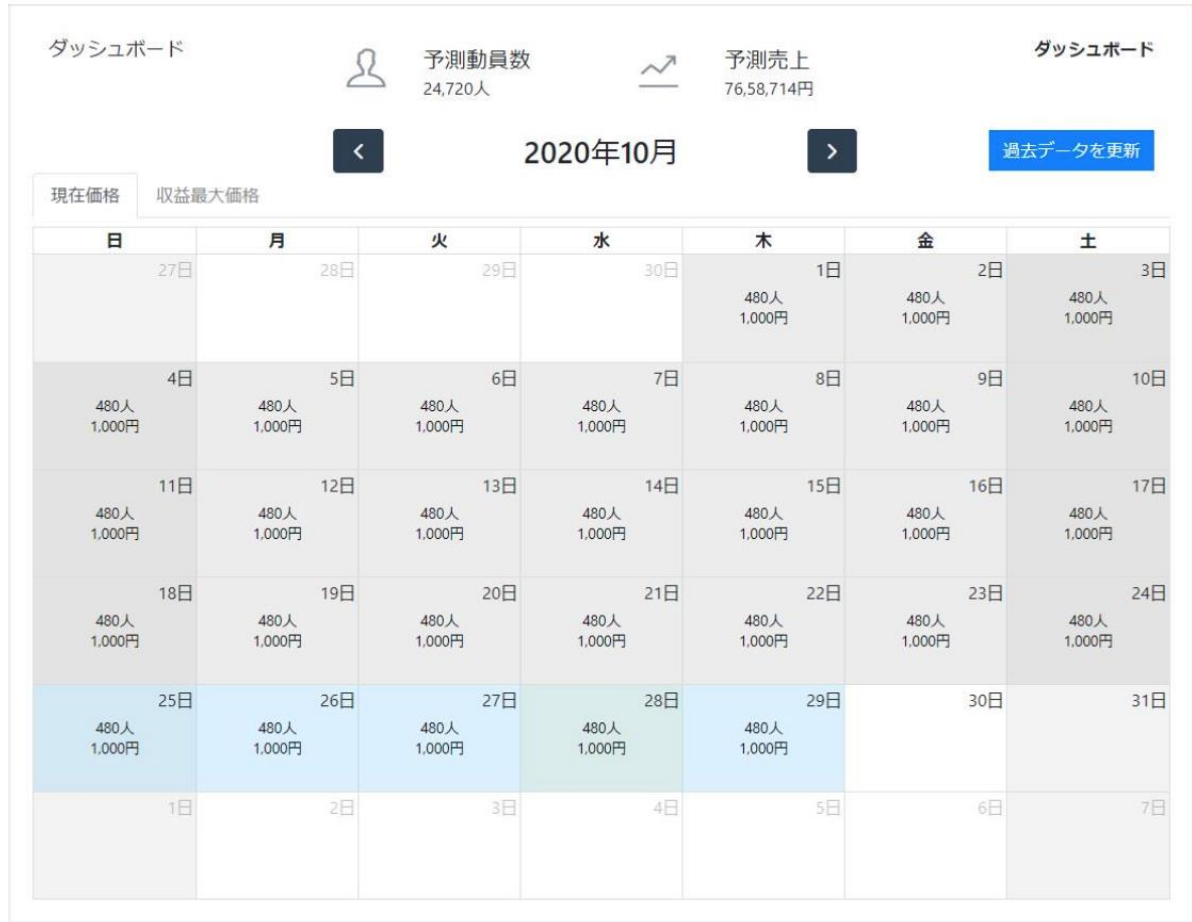 ダッシュボード
予測動員数
24,720人
予測売上
76,58,714円
ダッシュボード
<
2020年10月
>
過去データを更新
現在価格 収益最大価格
日 月 火 水 木 金 土
27日 28日 29日 30日 1日 2日 3日
480人 480人 480人
1,000円 1,000円 1,000円
4日 5日 6日 7日 8日 9日 10日
480人 480人 480人 480人 480人 480人 480人
1,000円 1,000円 1,000円 1,000円 1,000円 1,000円 1,000円
11日 12日 13日 14日 15日 16日 17日
480人 480人 480人 480人 480人 480人 480人
1,000円 1,000円 1,000円 1,000円 1,000円 1,000円 1,000円
18日 19日 20日 21日 22日 23日 24日
480人 480人 480人 480人 480人 480人 480人
1,000円 1,000円 1,000円 1,000円 1,000円 1,000円 1,000円
25日 26日 27日 28日 29日 30日 31日
480人 480人 480人 480人 480人
1,000円 1,000円 1,000円 1,000円 1,000円
1日 2日 3日 4日 5日 6日 7日